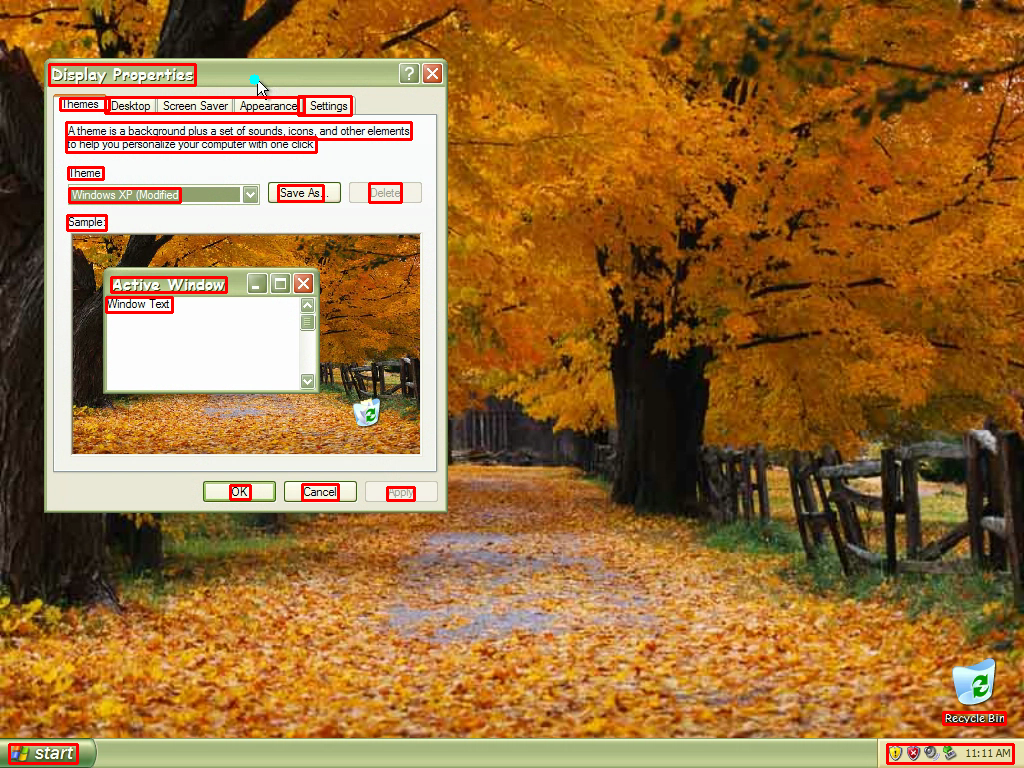 Display Properties
Themes Desktop Screen Saver Appearance Settings
A theme is a background plus a set of sounds, icons, and other elements
to help you personalize your computer with one click.
Theme:
Windows XP (Modified Save As... Delete
Sample:
Active Window
Window Text
OK Cancel Apply
Recycle Bin
start 11:11 AM